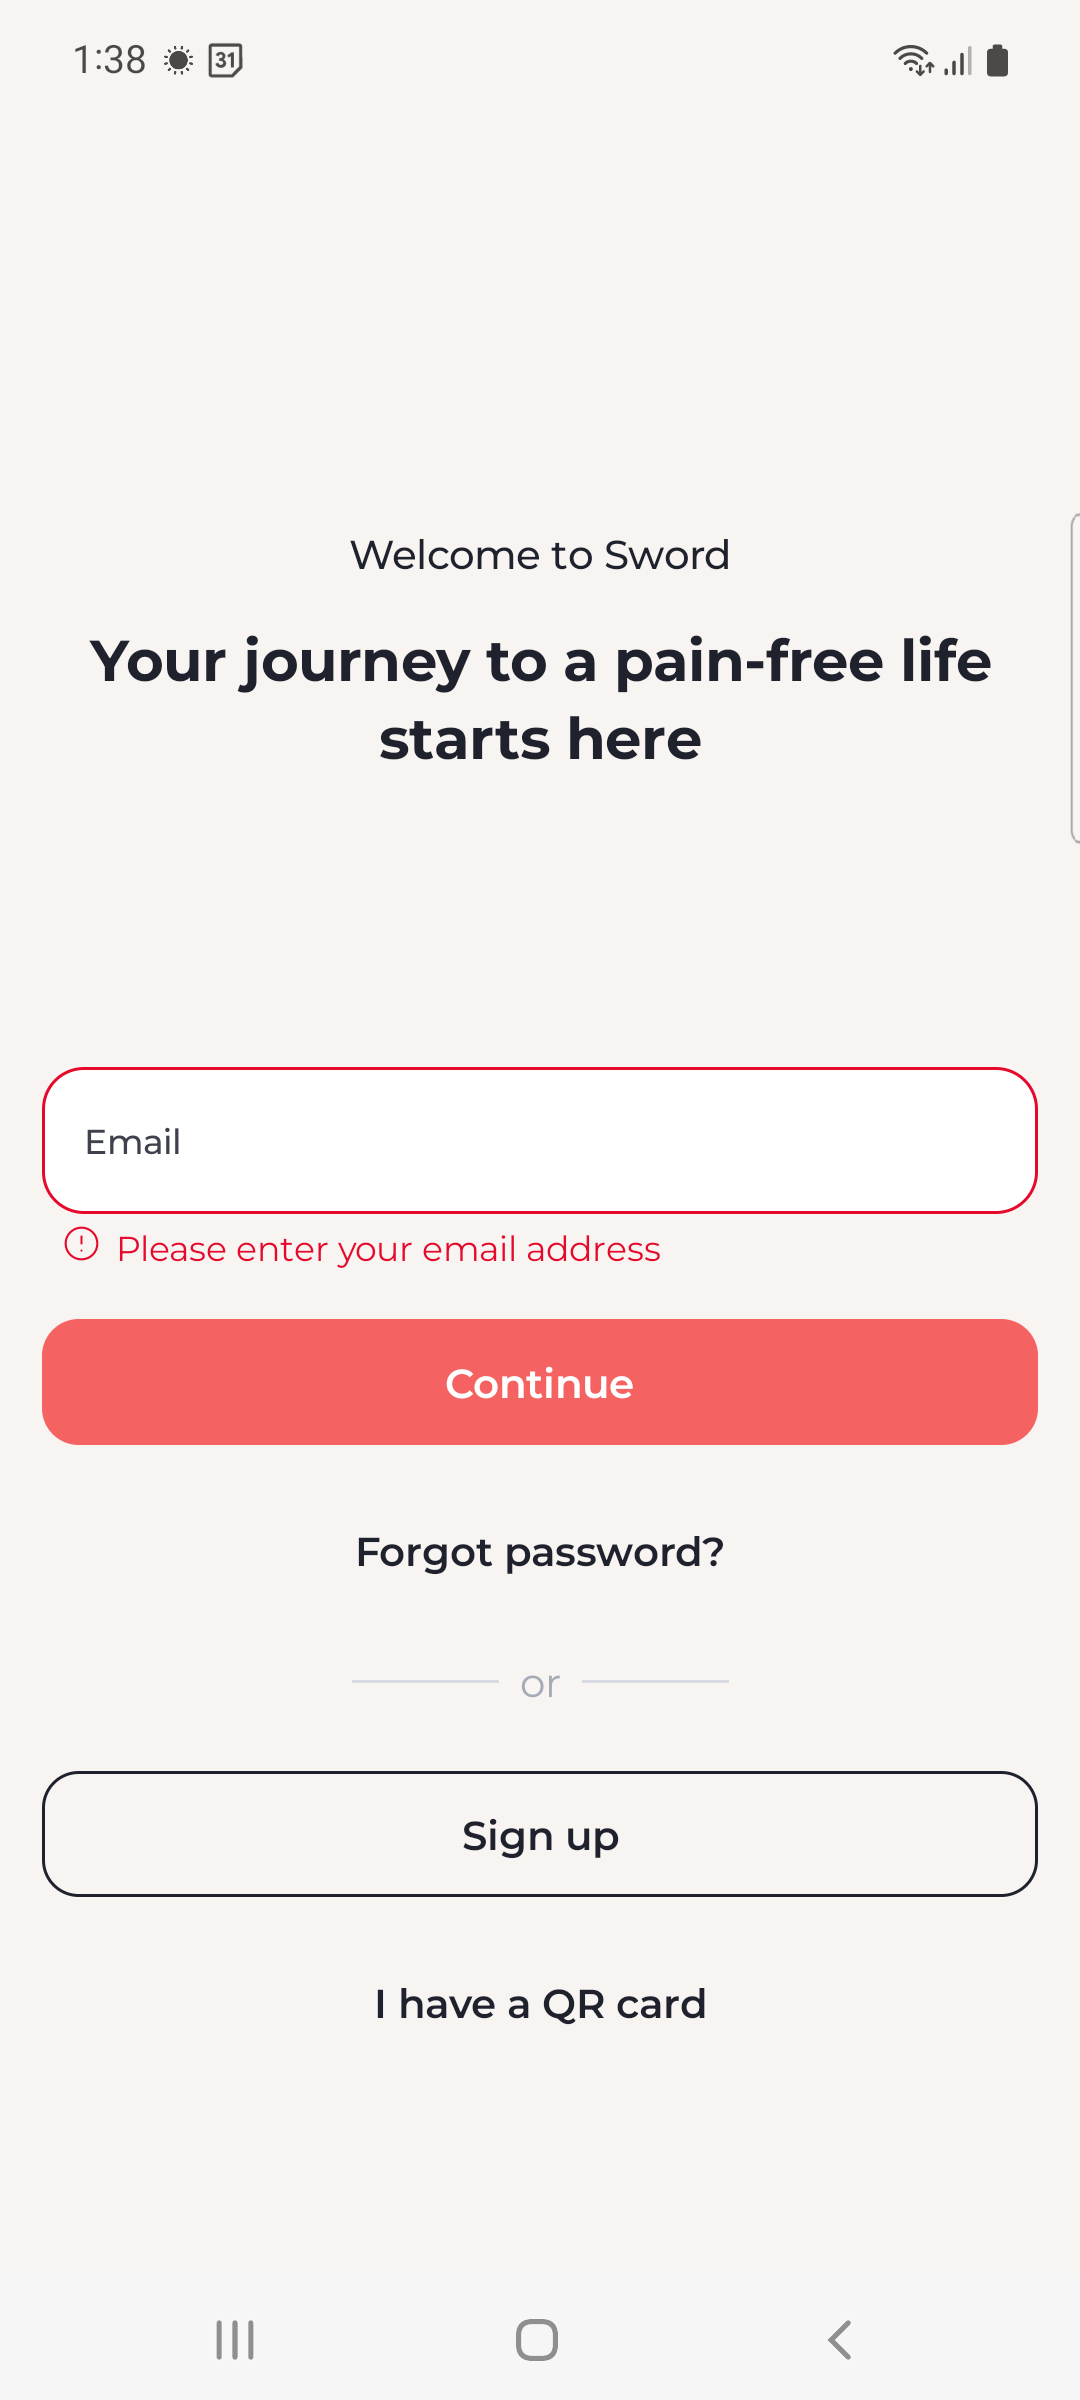 1:38
31
Welcome to Sword
Your journey to a pain-free life
starts here
Email
Please enter your email address
Continue
Forgot password?
or
Sign up
I have a QR card